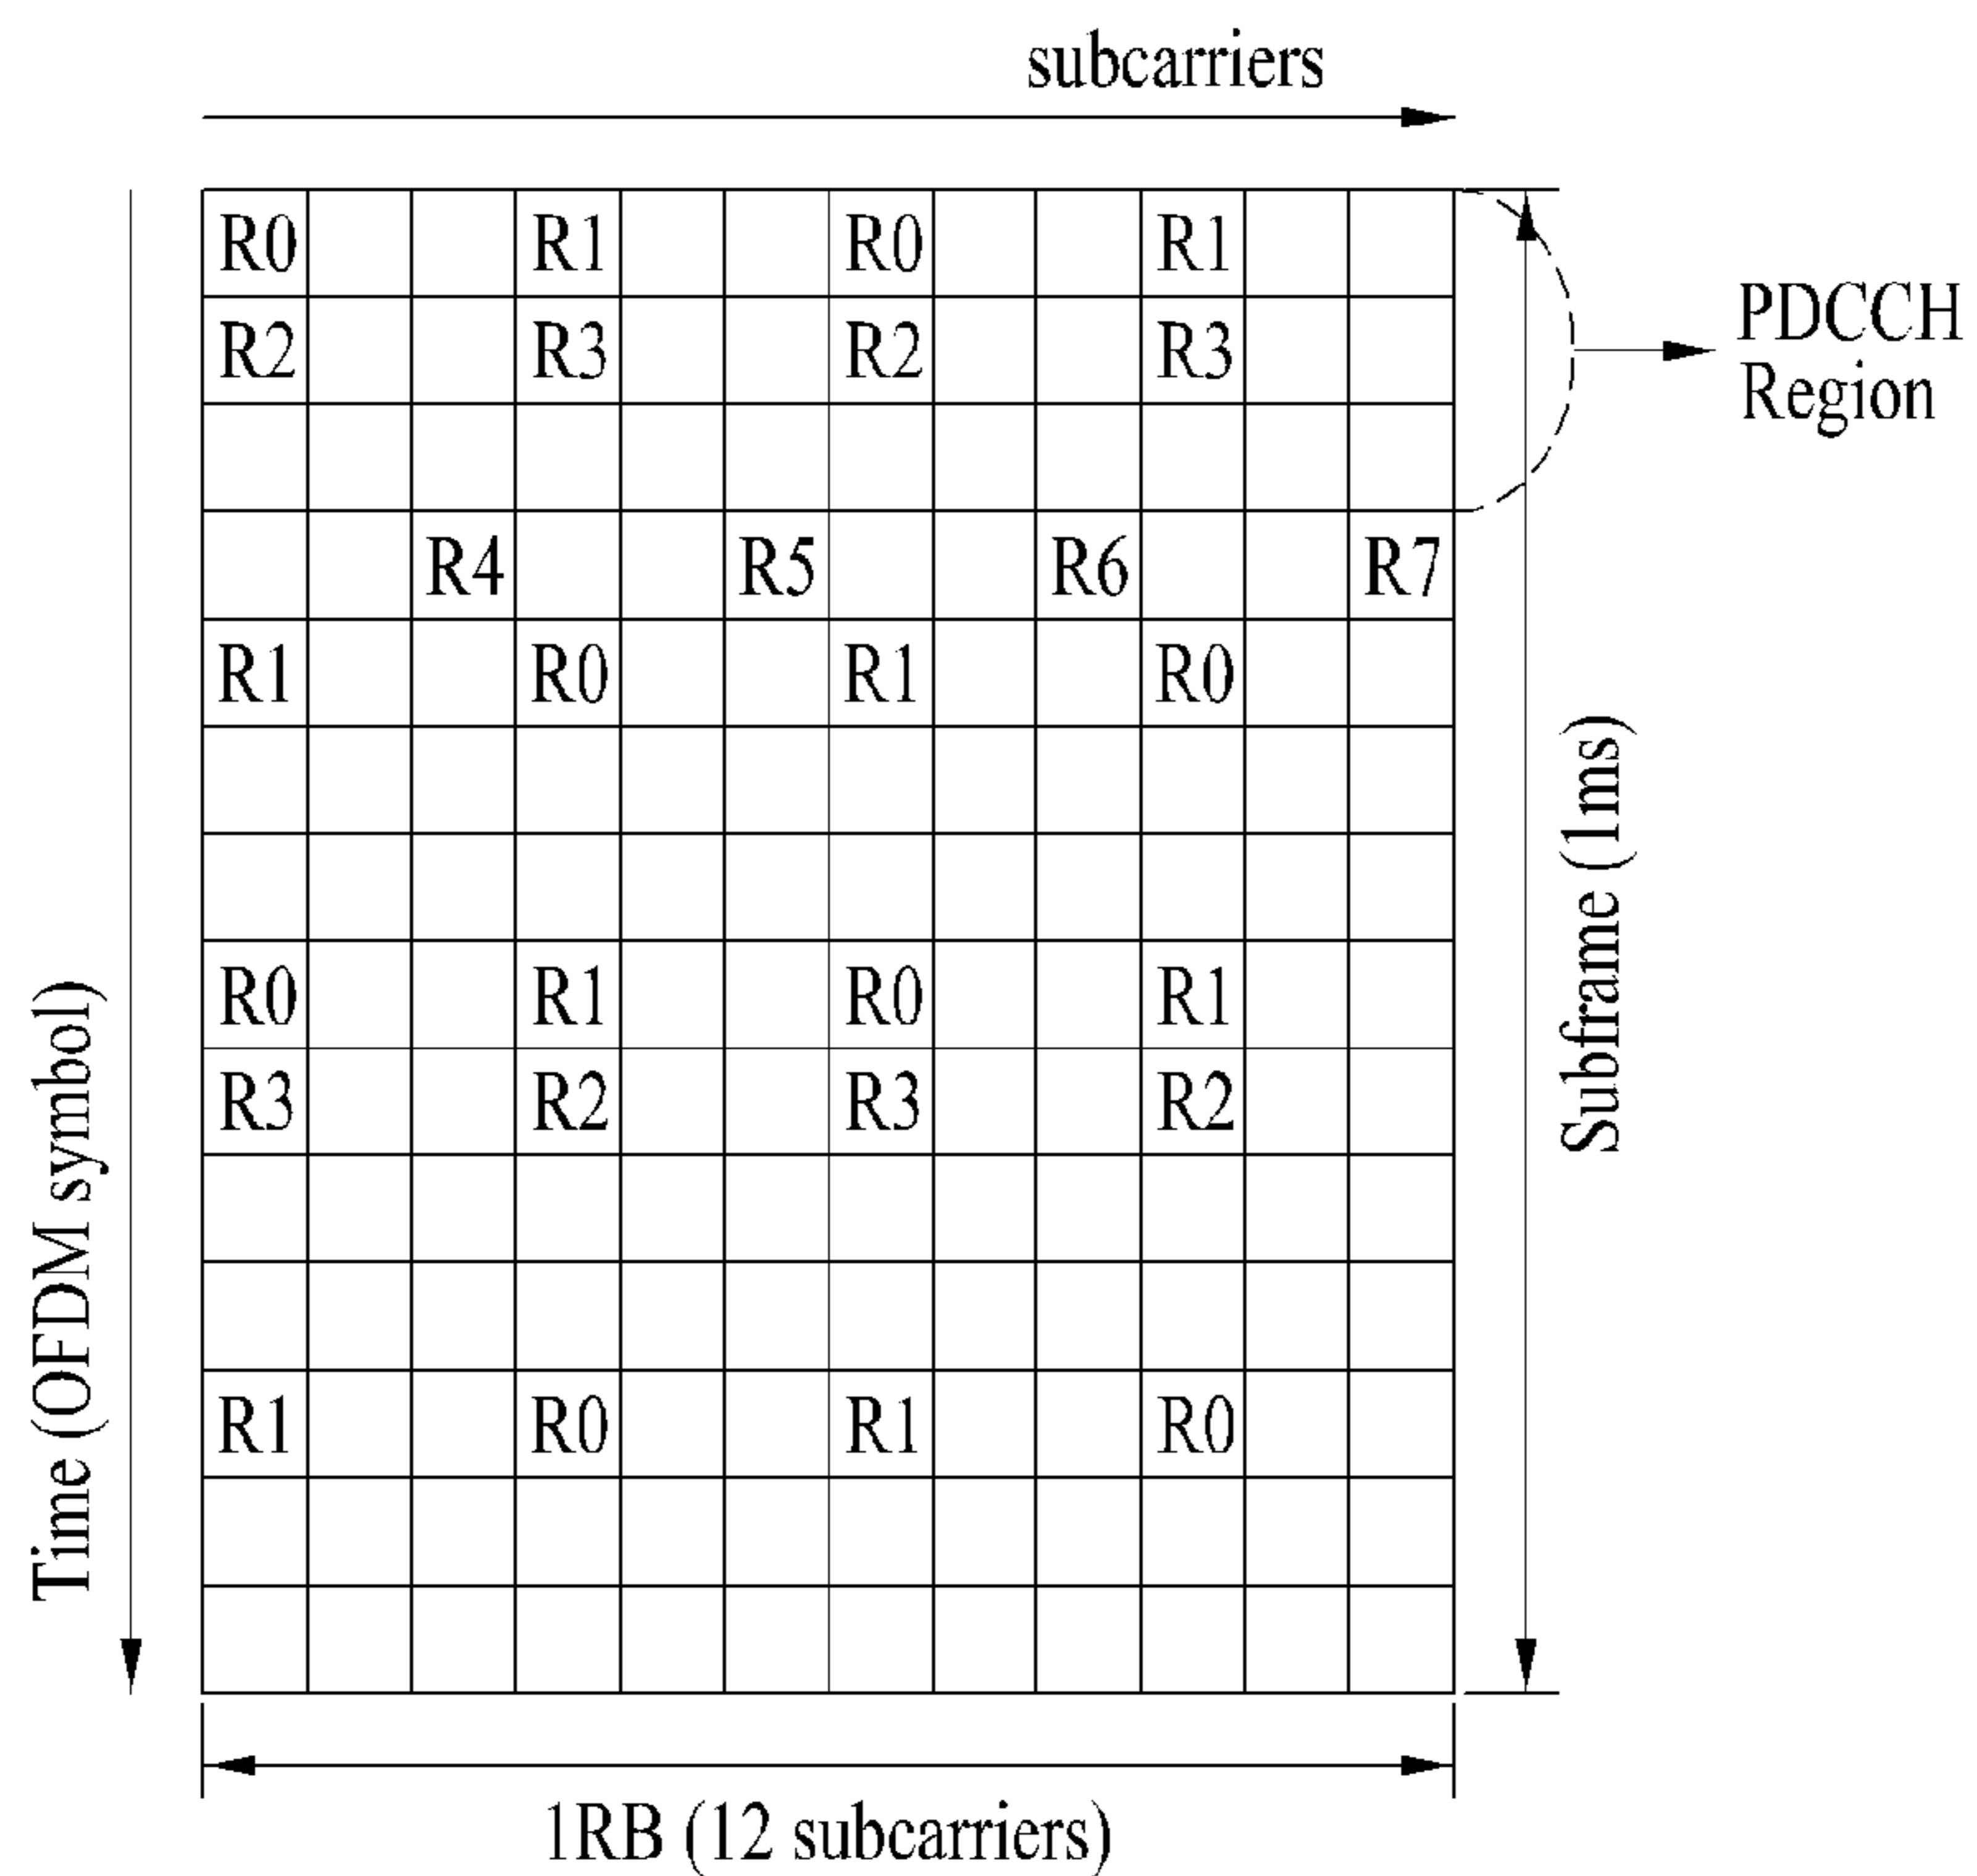 subcarriers
R0 R1 R0 R1
R2 R3 R2 R3
PDCCH
Region
R4 R5 R6 R7
R1 R0 R1 R0
R0 R1 R0 R1
R3 R2 R3 R2
R1 R0 R1 R0
Time (OFDM symbol)
Subframe (1ms)
1RB (12 subcarriers)